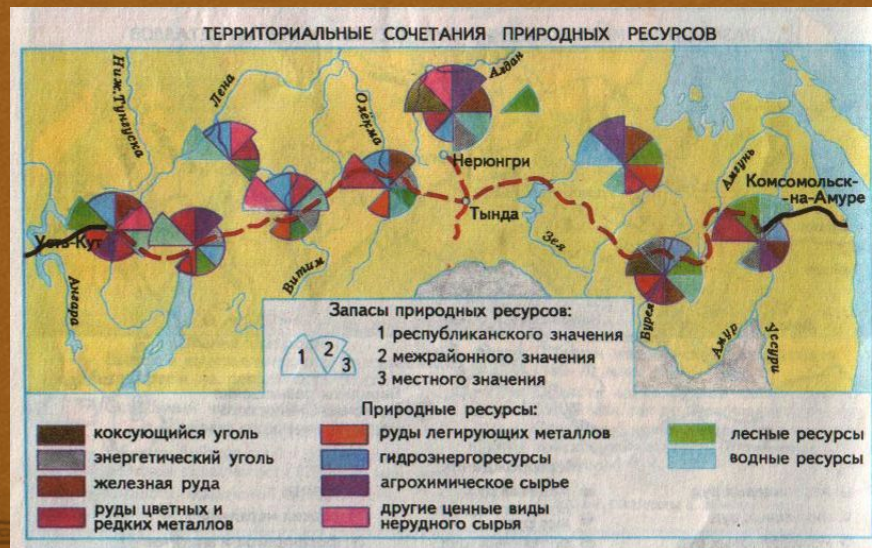 ТЕРРИТОРИАЛЬНЫЕ СОЧЕТАНИЯ ПРИРОДНЫХ РЕСУРСОВ
Ниж. Тунгуска
Лена
Олёкма
Алдан
Нерюнгри
Тында
Усть-Кут
Ангара
Витим
Зея
Бурея
Амур
Уссури
Амгунь
Комсомольск-
-на-Амуре
Запасы природных ресурсов:
1 республиканского значения
2 межрайонного значения
3 местного значения
1
2
3
Природные ресурсы:
коксующийся уголь
энергетический уголь
железная руда
руды цветных и
редких металлов
руды легирующих металлов
гидроэнергоресурсы
агрохимическое сырье
другие ценные виды
нерудного сырья
лесные ресурсы
водные ресурсы